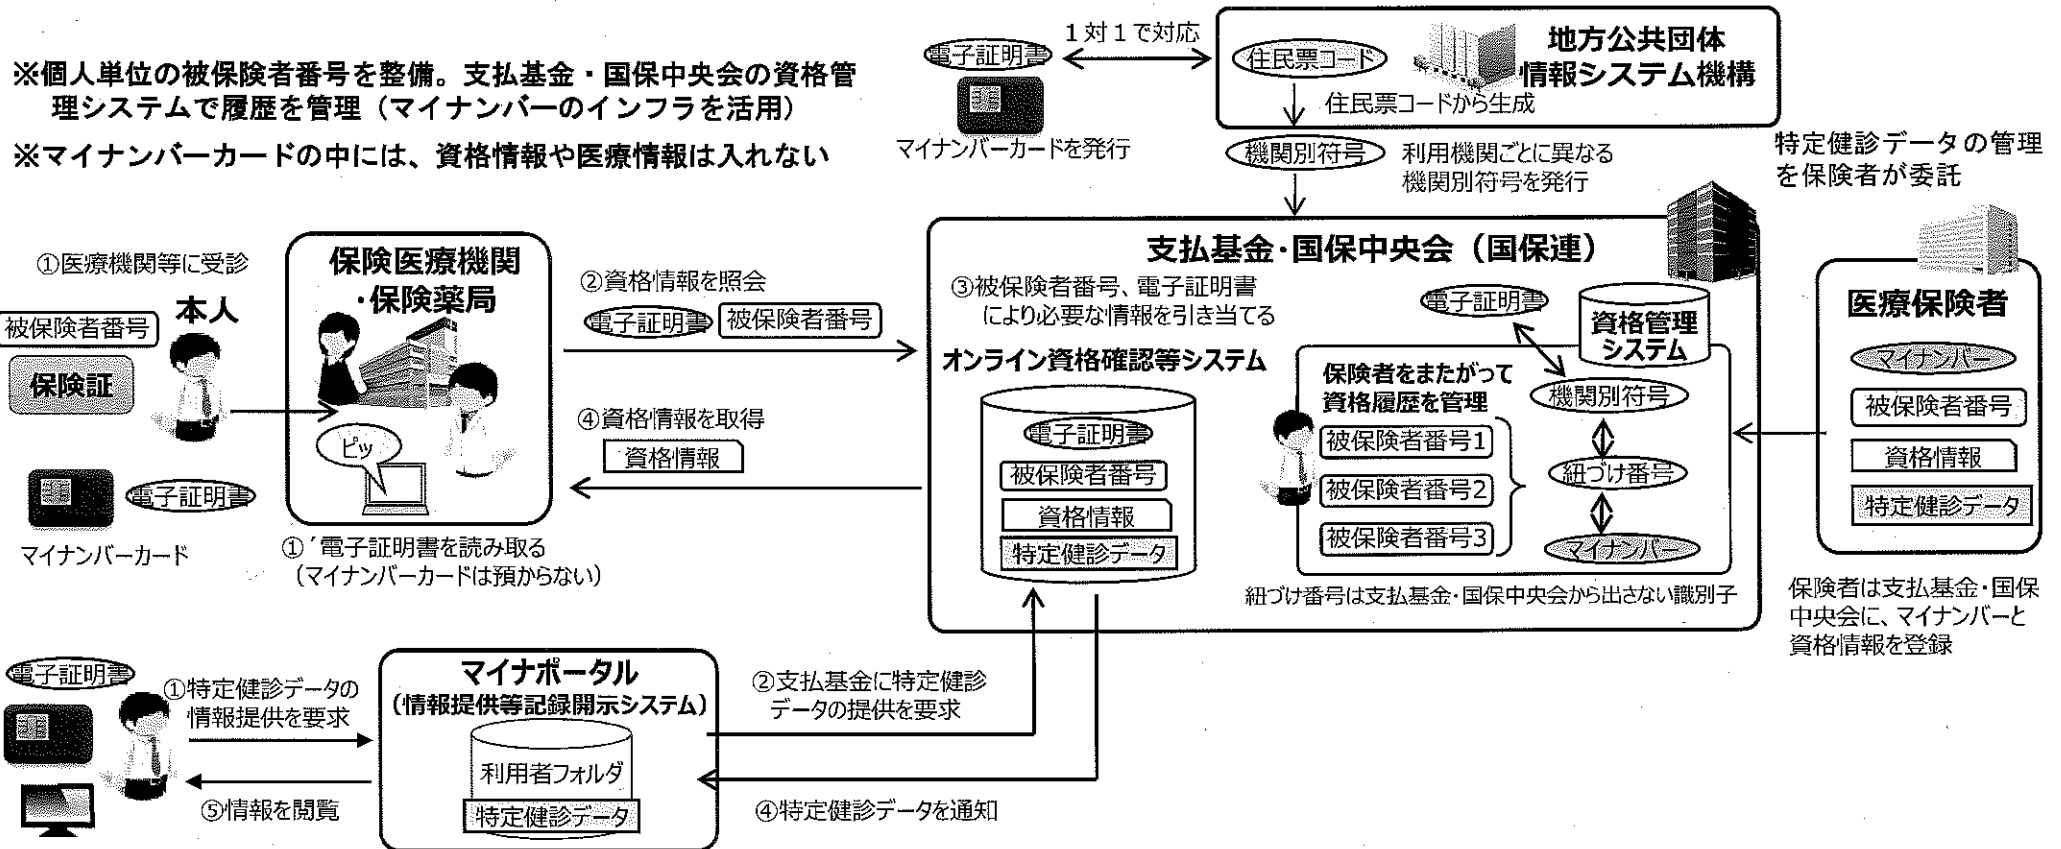 ※個人単位の被保険者番号を整備。支払基金・国保中央会の資格管
理システムで履歴を管理（マイナンバーのインフラを活用）
※マイナンバーカードの中には、資格情報や医療情報は入れない
電子証明書
1対1で対応
マイナンバーカードを発行
住民票コード
地方公共団体
情報システム機構
住民票コードから生成
機関別符号
利用機関ごとに異なる
機関別符号を発行
特定健診データの管理
を保険者が委託
①医療機関等に受診
被保険者番号
本人
保険証
マイナンバーカード
電子証明書
保険医療機関
・保険薬局
ピッ
①´電子証明書を読み取る
（マイナンバーカードは預からない）
②資格情報を照会
電子証明書
被保険者番号
④資格情報を取得
資格情報
支払基金・国保中央会（国保連）
③被保険者番号、電子証明書
により必要な情報を引き当てる
オンライン資格確認等システム
電子証明書
被保険者番号
資格情報
特定健診データ
電子証明書
資格管理
システム
保険者をまたがって
資格履歴を管理
機関別符号
被保険者番号1
被保険者番号2
被保険者番号3
紐づけ番号
マイナンバー
紐づけ番号は支払基金・国保中央会から出さない識別子
医療保険者
マイナンバー
被保険者番号
資格情報
特定健診データ
保険者は支払基金・国保
中央会に、マイナンバーと
資格情報を登録
電子証明書
①特定健診データの
情報提供を要求
⑤情報を閲覧
マイナポータル
（情報提供等記録開示システム）
利用者フォルダ
特定健診データ
②支払基金に特定健診
データの提供を要求
④特定健診データを通知